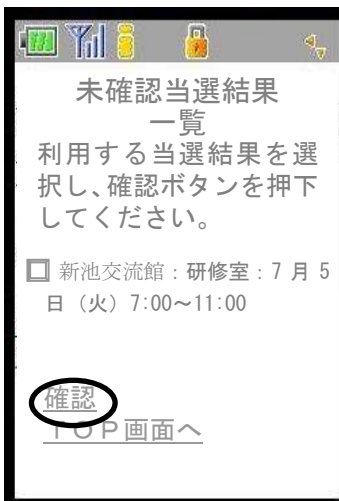 未確認当選結果
一覧
利用する当選結果を選
択し、確認ボタンを押下
してください。
新池交流館：研修室：7 月 5
日（火）7:00～11:00
確認
ＴＯＰ画面へ